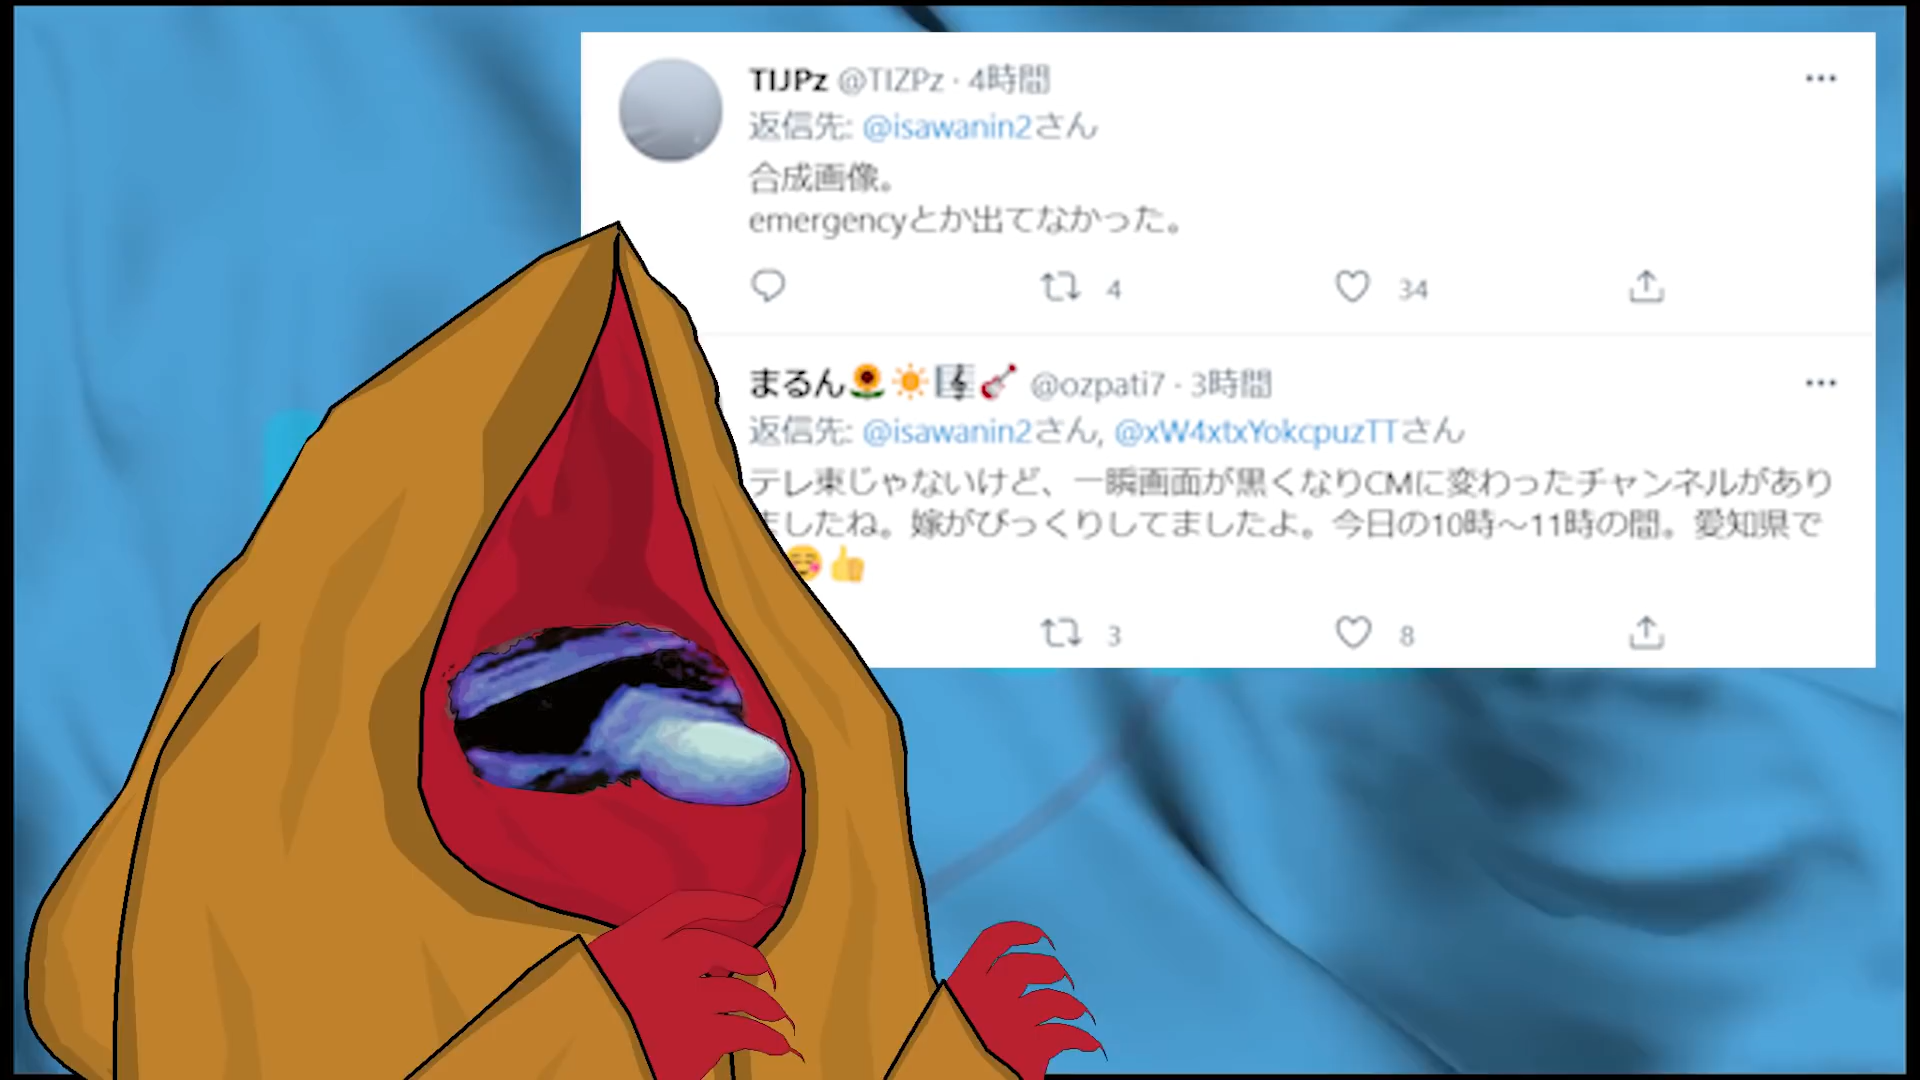 TIJPz @TIZPz · 4時間
返信先: @isawanin2さん
合成画像。
emergencyとか出てなかった。
4 34
まるん🌻☀️🎼🎸 @ozpati7 · 3時間
返信先: @isawanin2さん, @xW4xtxYokcpuzTTさん
テレ東じゃないけど、一瞬画面が黒くなりCMに変わったチャンネルがあり
ましたね。嫁がびっくりしてましたよ。今日の10時〜11時の間。愛知県で
3 8